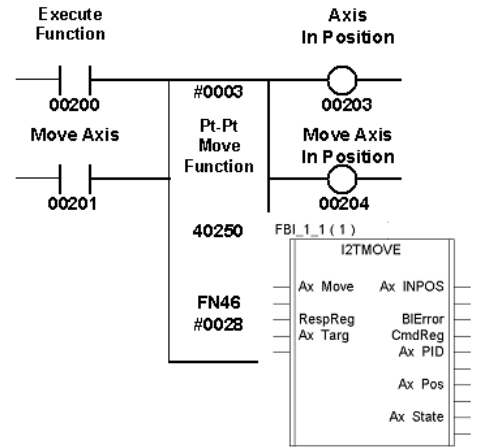 Execute
Function
Axis
In Position
00200
#0003
00203
Move Axis
Pt-Pt
Move
Function
Move Axis
In Position
00201
00204
40250
FN46
#0028
FBI_1_1 ( 1 )
I2TMOVE
Ax Move
Ax INPOS
RespReg
BlError
Ax Targ
CmdReg
Ax PID
Ax Pos
Ax State